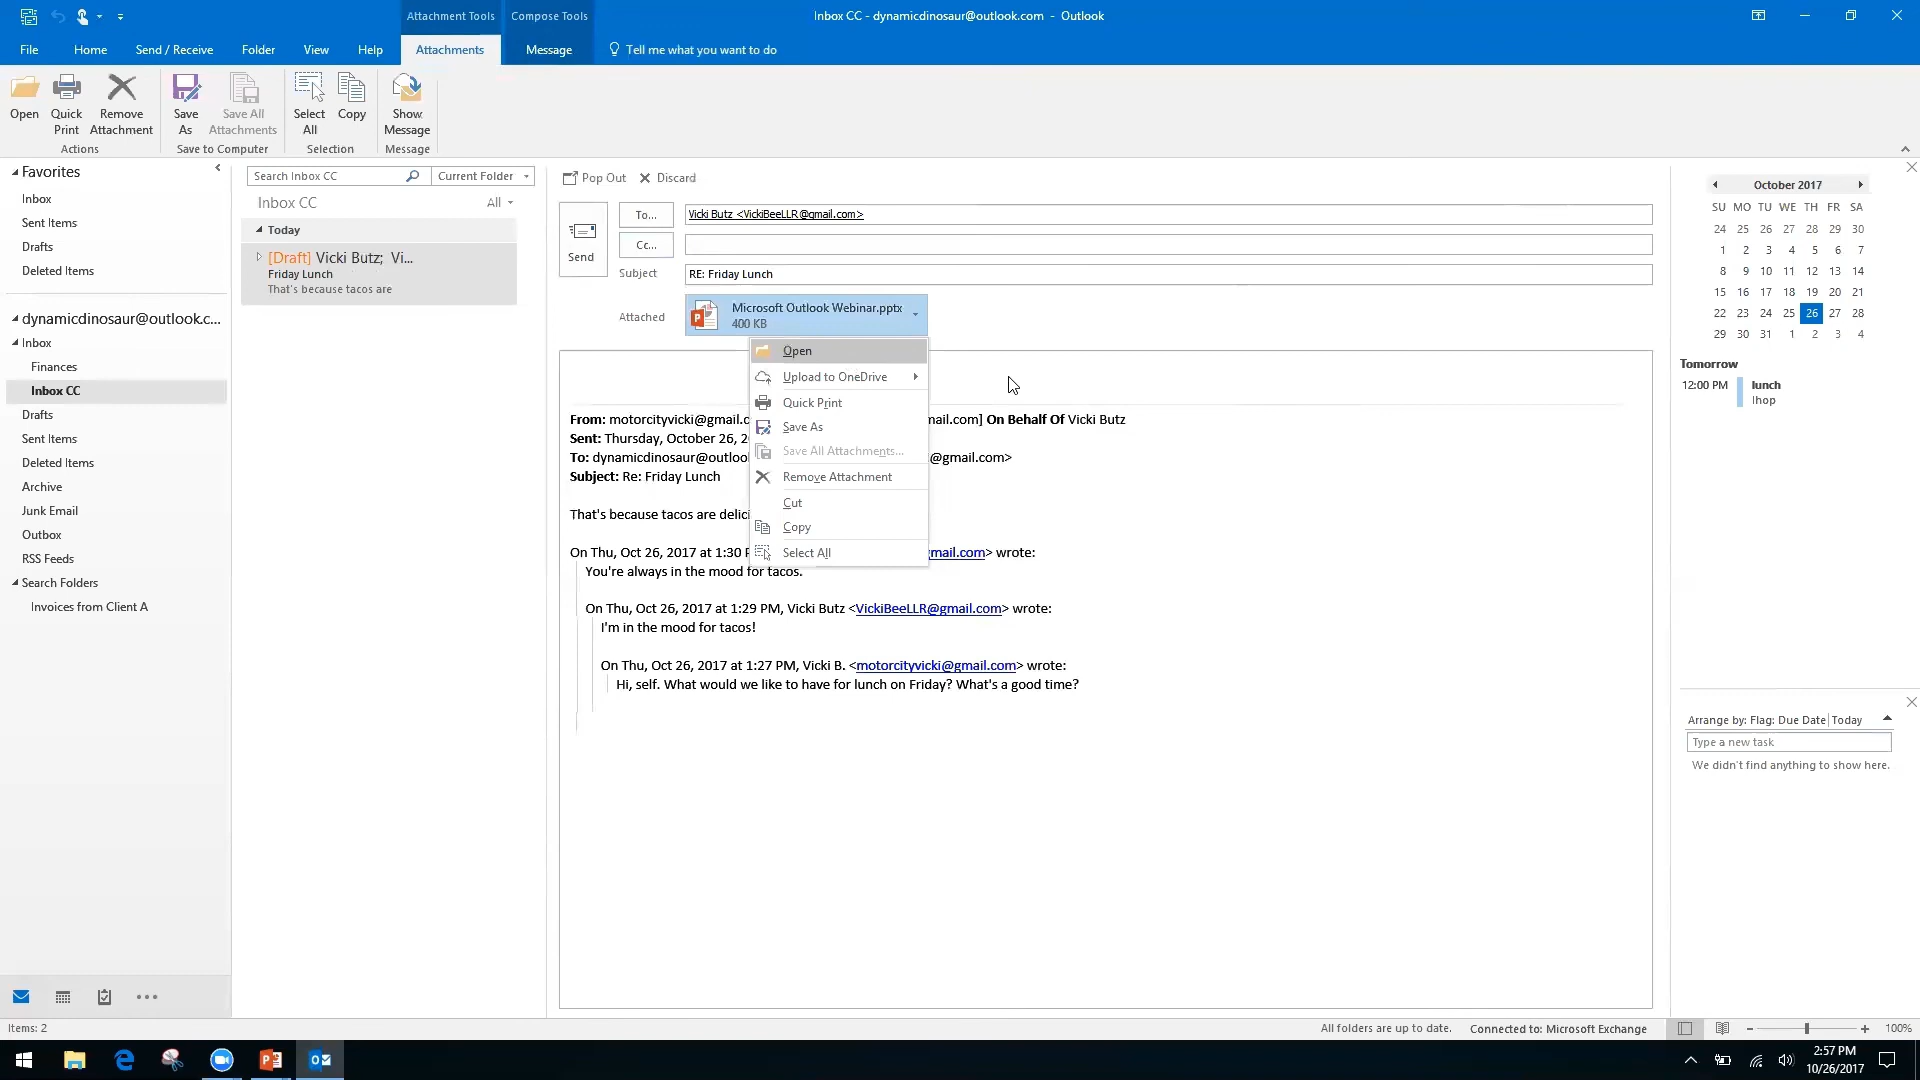 Attachment Tools
Compose Tools
Inbox CC - dynamicdinosaur@outlook.com - Outlook
File
Home
Send / Receive
Folder
View
Help
Attachments
Message
Tell me what you want to do
Open
Quick Print
Remove Attachment
Save As
Save All Attachments
Select All
Copy
Show Message
Actions
Save to Computer
Selection
Message
Favorites
Inbox
Sent Items
Drafts
Deleted Items
dynamicdinosaur@outlook.c...
Inbox
Finances
Inbox CC
Drafts
Sent Items
Deleted Items
Archive
Junk Email
Outbox
RSS Feeds
Search Folders
Invoices from Client A
Search Inbox CC
Current Folder
Inbox CC
All
Today
[Draft] Vicki Butz; Vi...
Friday Lunch
That's because tacos are
Pop Out
Discard
Send
To...
Vicki Butz <VickiBeeLLR@gmail.com>
Cc...
Subject
RE: Friday Lunch
Attached
Microsoft Outlook Webinar.pptx
400 KB
Open
Upload to OneDrive
Quick Print
Save As
Save All Attachments...
Remove Attachment
Cut
Copy
Select All
From: motorcityvicki@gmail.c mail.com] On Behalf Of Vicki Butz
Sent: Thursday, October 26, 2
To: dynamicdinosaur@outloo @gmail.com>
Subject: Re: Friday Lunch
That's because tacos are delici
On Thu, Oct 26, 2017 at 1:30 gmail.com> wrote:
You're always in the mood for tacos.
On Thu, Oct 26, 2017 at 1:29 PM, Vicki Butz <VickiBeeLLR@gmail.com> wrote:
I'm in the mood for tacos!
On Thu, Oct 26, 2017 at 1:27 PM, Vicki B. <motorcityvicki@gmail.com> wrote:
Hi, self. What would we like to have for lunch on Friday? What's a good time?
October 2017
SU MO TU WE TH FR SA
24 25 26 27 28 29 30
1 2 3 4 5 6 7
8 9 10 11 12 13 14
15 16 17 18 19 20 21
22 23 24 25 26 27 28
29 30 31 1 2 3 4
Tomorrow
12:00 PM lunch
Ihop
Arrange by: Flag: Due Date Today
Type a new task
We didn't find anything to show here.
Items: 2
All folders are up to date.
Connected to: Microsoft Exchange
100%
2:57 PM
10/26/2017